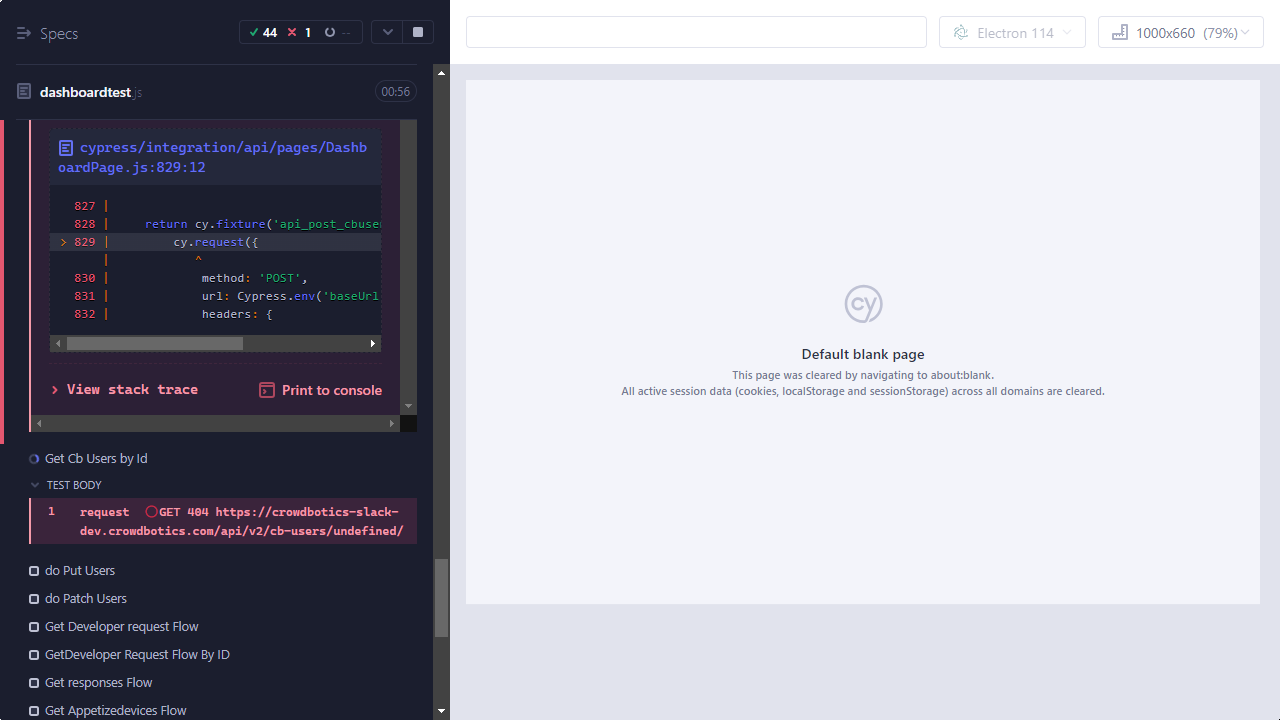 Specs
44 1 --
Electron 114
1000x660 (79%)
dashboardtest.js
00:56
cypress/integration/api/pages/Dashb
oardPage.js:829:12
827 |
828 | return cy.fixture('api_post_cbuse
> 829 | cy.request({
| ^
830 | method: 'POST',
831 | url: Cypress.env('baseUrl
832 | headers: {
View stack trace
Print to console
Get Cb Users by Id
TEST BODY
1 request GET 404 https://crowdbotics-slack-
dev.crowdbotics.com/api/v2/cb-users/undefined/
do Put Users
do Patch Users
Get Developer request Flow
GetDeveloper Request Flow By ID
Get responses Flow
Get Appetizedevices Flow
cy
Default blank page
This page was cleared by navigating to about:blank.
All active session data (cookies, localStorage and sessionStorage) across all domains are cleared.